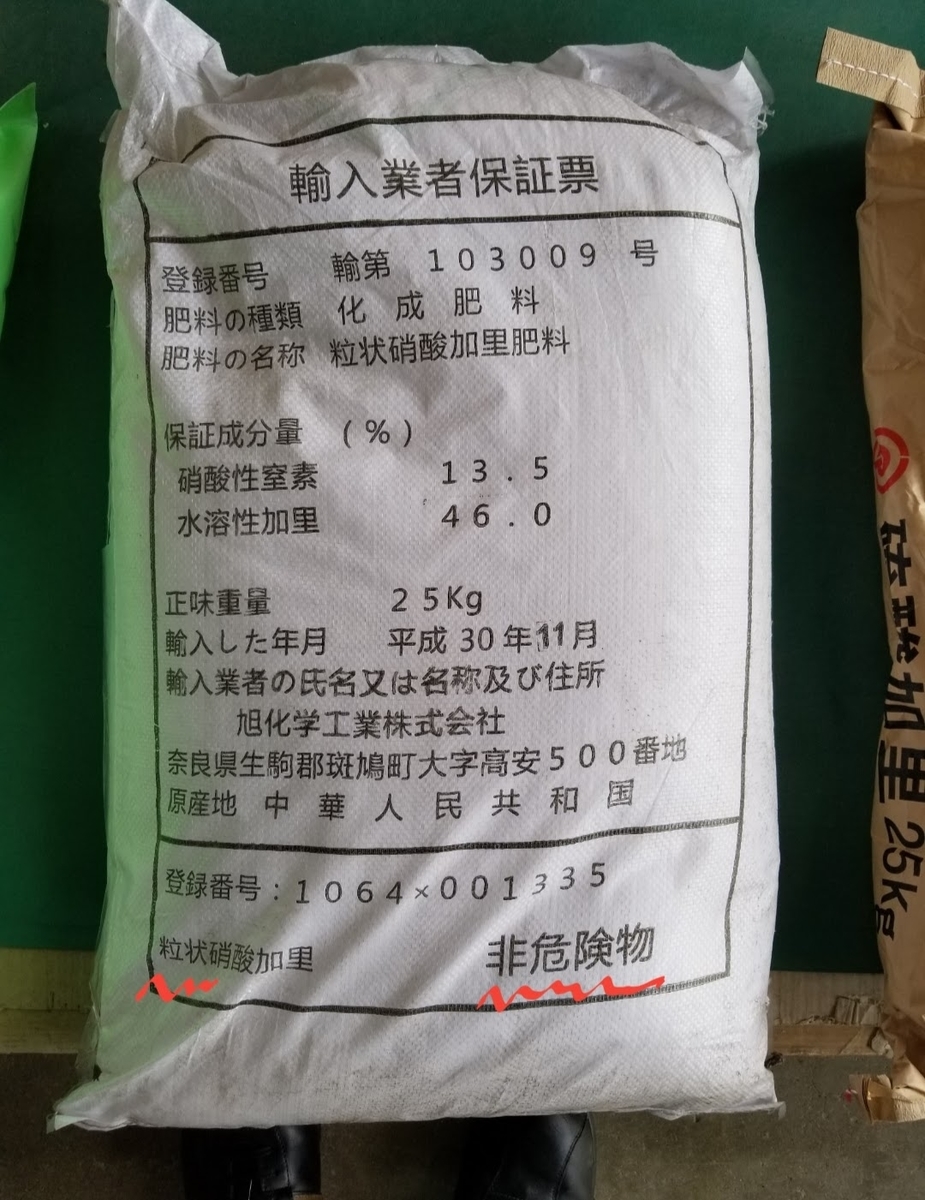 輸入業者保証票
登録番号 輸第 103009 号
肥料の種類 化成肥料
肥料の名称 粒状硝酸加里肥料
保証成分量 (%)
硝酸性窒素 13.5
水溶性加里 46.0
正味重量 25Kg
輸入した年月 平成30年11月
輸入業者の氏名又は名称及び住所
旭化学工業株式会社
奈良県生駒郡斑鳩町大字高安500番地
原産地 中華人民共和国
登録番号:1064×001335
粒状硝酸加里 非危険物
加里 25kg